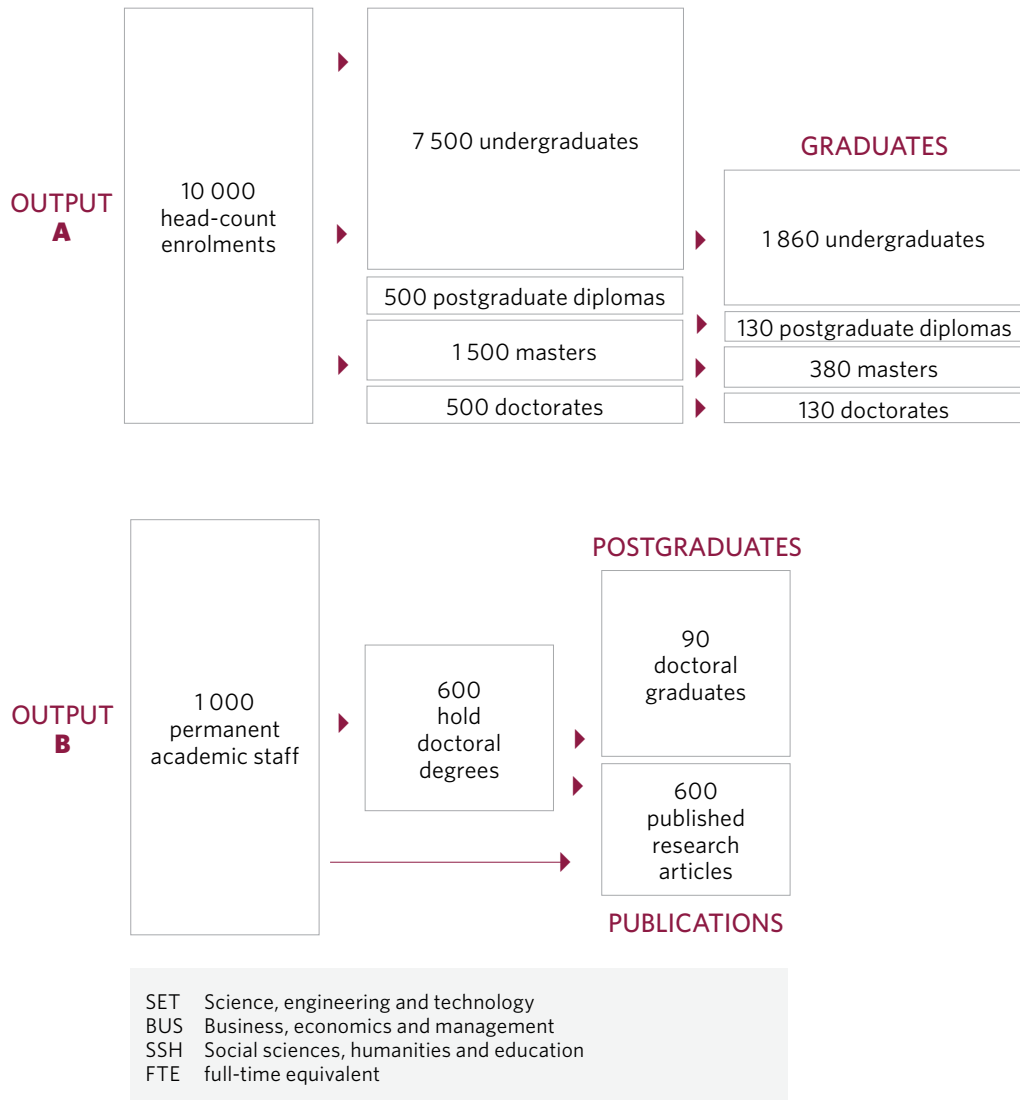 OUTPUT
A
10 000
head-count
enrolments
7 500 undergraduates
500 postgraduate diplomas
1 500 masters
500 doctorates
GRADUATES
1 860 undergraduates
130 postgraduate diplomas
380 masters
130 doctorates
OUTPUT
B
1 000
permanent
academic staff
600
hold
doctoral
degrees
POSTGRADUATES
90
doctoral
graduates
600
published
research
articles
PUBLICATIONS
SET Science, engineering and technology
BUS Business, economics and management
SSH Social sciences, humanities and education
FTE full-time equivalent